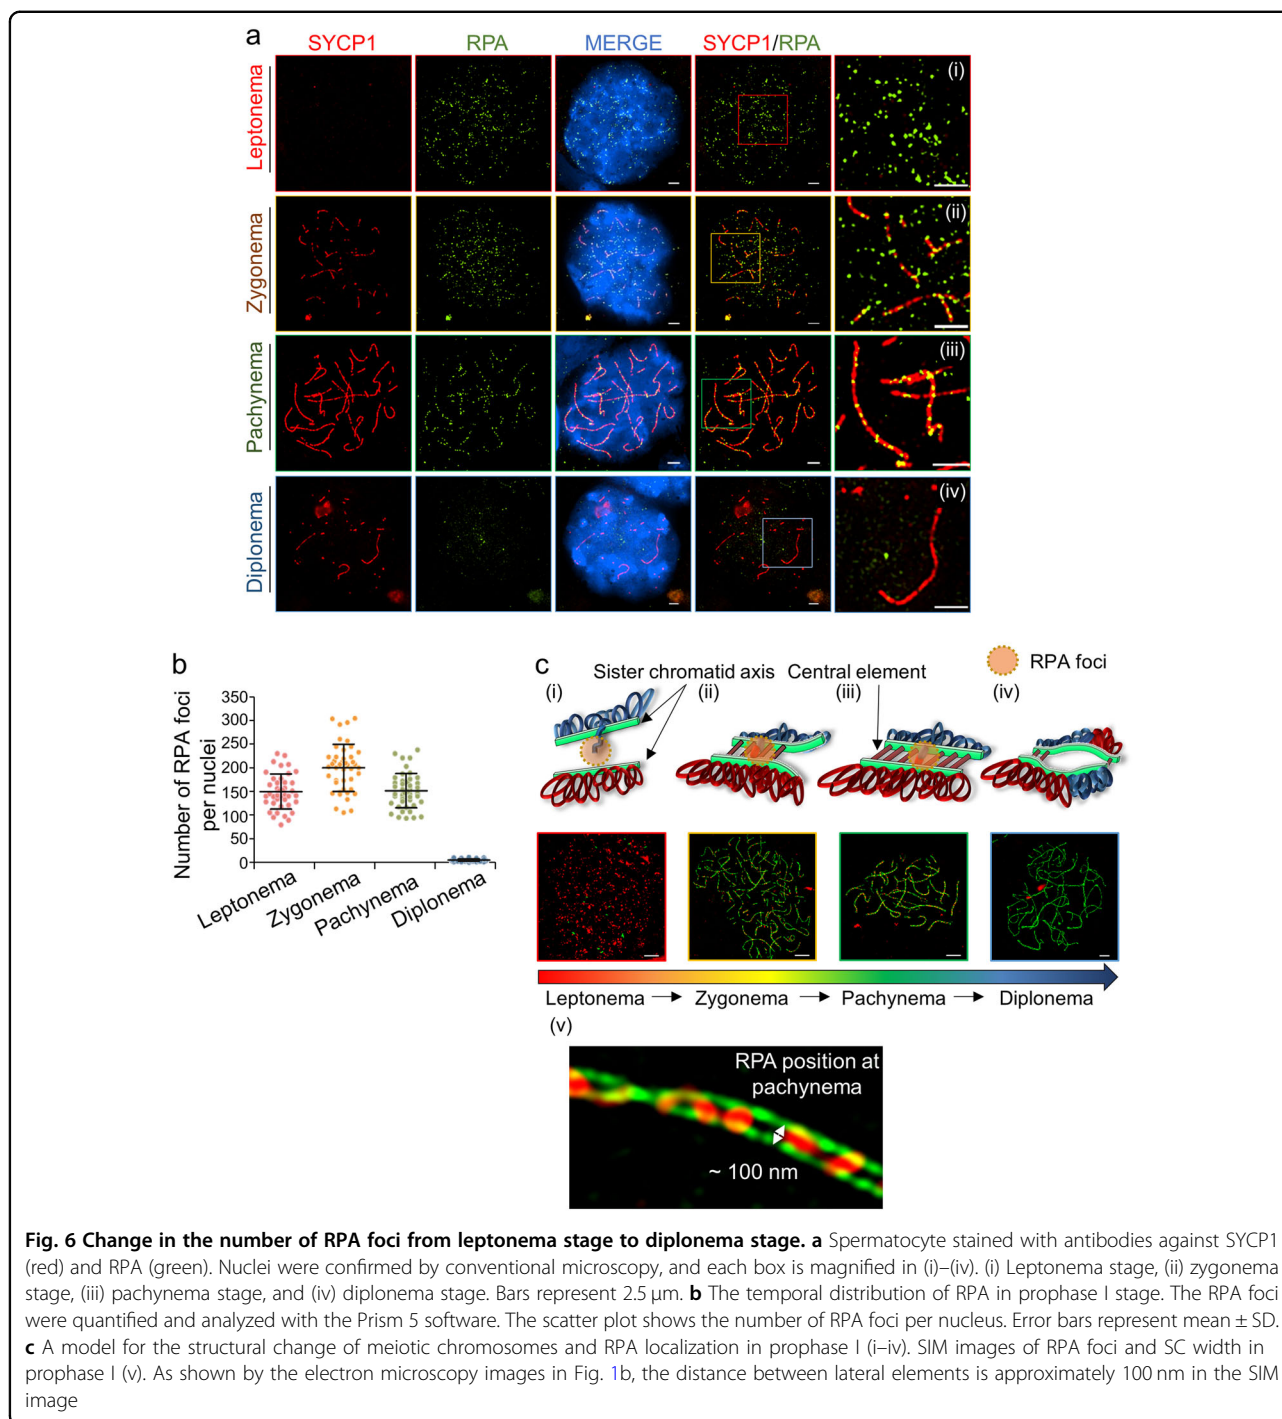 a
SYCP1 RPA MERGE SYCP1/RPA
Leptonema
(i)
Zygonema
(ii)
Pachynema
(iii)
Diplonema
(iv)
b
Number of RPA foci
per nuclei
350
300
250
200
150
100
50
0
Leptonema
Zygonema
Pachynema
Diplonema
c
Sister chromatid axis Central element RPA foci
(i) (ii) (iii) (iv)
Leptonema Zygonema Pachynema Diplonema
(v)
RPA position at
pachynema
~ 100 nm
Fig. 6 Change in the number of RPA foci from leptonema stage to diplonema stage. a Spermatocyte stained with antibodies against SYCP1
(red) and RPA (green). Nuclei were confirmed by conventional microscopy, and each box is magnified in (i)–(iv). (i) Leptonema stage, (ii) zygonema
stage, (iii) pachynema stage, and (iv) diplonema stage. Bars represent 2.5 μm. b The temporal distribution of RPA in prophase I stage. The RPA foci
were quantified and analyzed with the Prism 5 software. The scatter plot shows the number of RPA foci per nucleus. Error bars represent mean ± SD.
c A model for the structural change of meiotic chromosomes and RPA localization in prophase I (i–iv). SIM images of RPA foci and SC width in
prophase I (v). As shown by the electron microscopy images in Fig. 1b, the distance between lateral elements is approximately 100 nm in the SIM
image